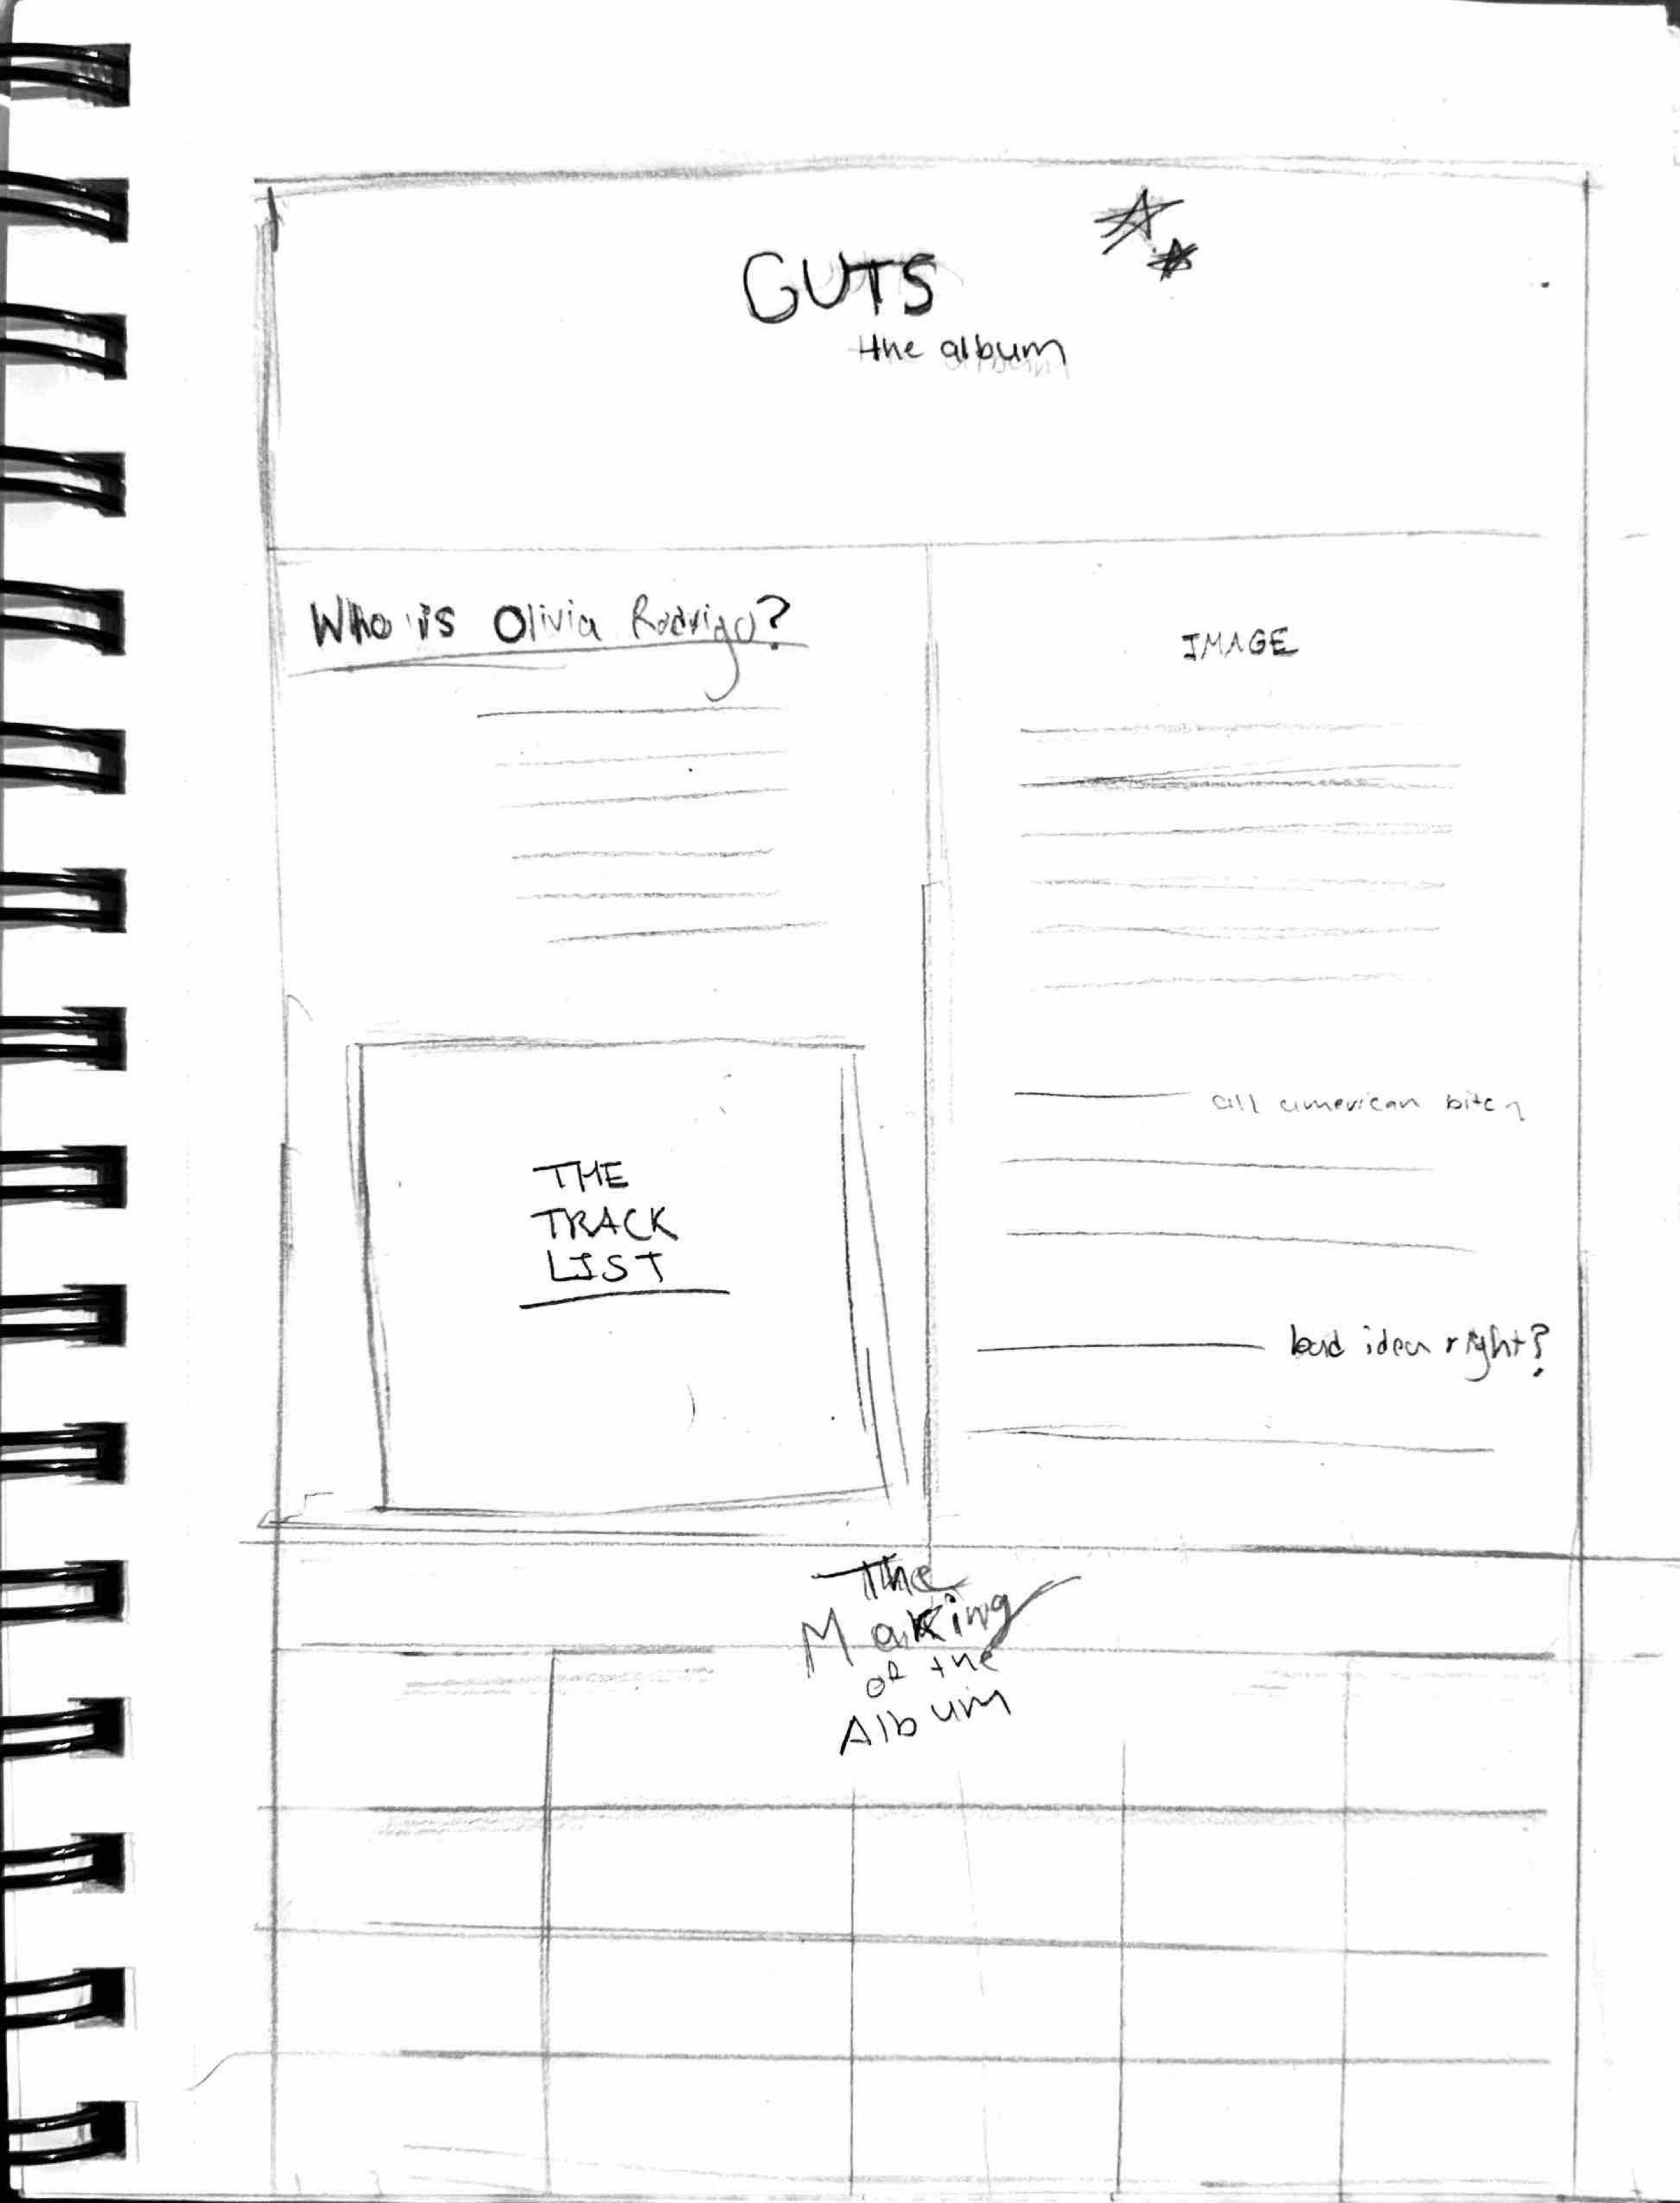 GUTS
the album
Who is Olivia Rodrigo?
IMAGE
THE
TRACK
LIST
all american bitch
bad idea right?
The
Making
of the
Album